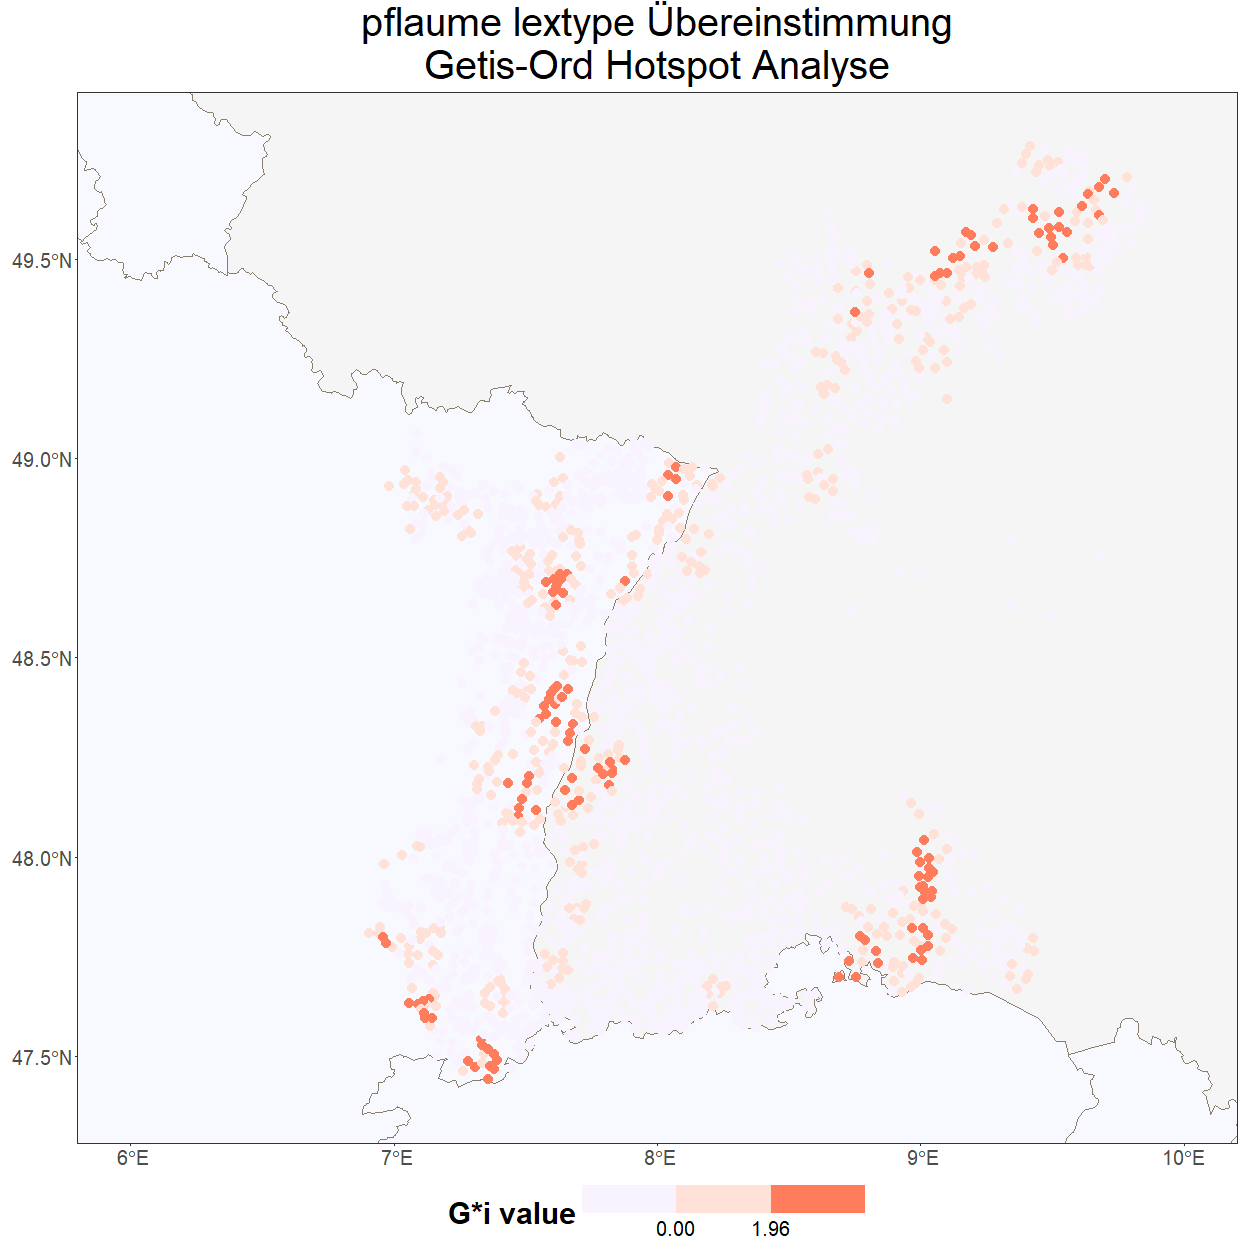 pflaume lextype Übereinstimmung
Getis-Ord Hotspot Analyse
49.5°N
49.0°N
48.5°N
48.0°N
47.5°N
6°E 7°E 8°E 9°E 10°E
G*i value
0.00 1.96